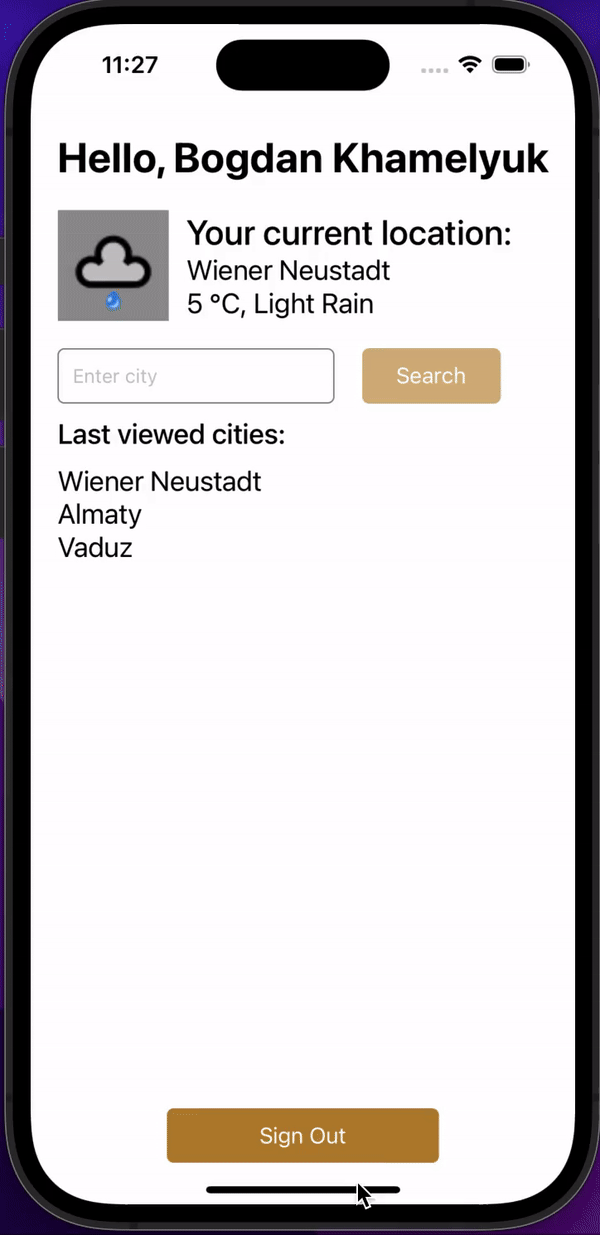 11:27
Hello, Bogdan Khamelyuk
Your current location:
Wiener Neustadt
5 °C, Light Rain
Enter city
Search
Last viewed cities:
Wiener Neustadt
Almaty
Vaduz
Sign Out